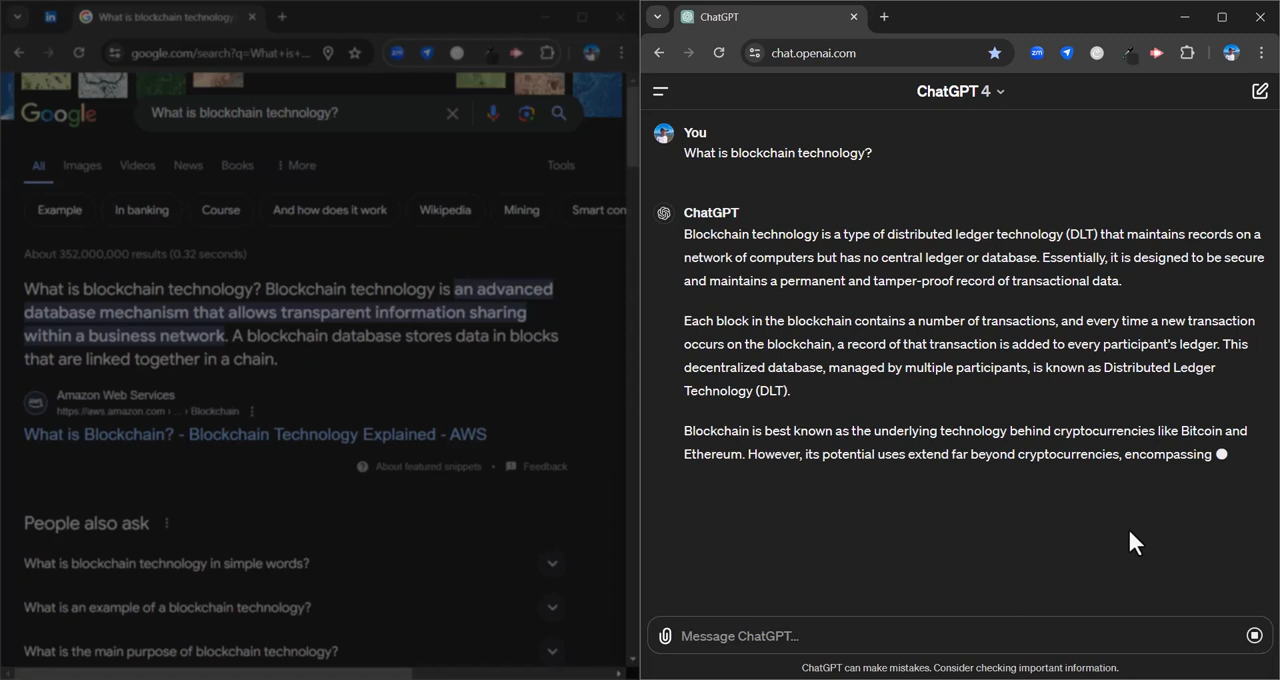 What is blockchain technology
google.com/search?q=What+is+...
Google
What is blockchain technology?
All
Images
Videos
News
Books
More
Tools
Example
In banking
Course
And how does it work
Wikipedia
Mining
Smart con
About 352,000,000 results (0.32 seconds)
What is blockchain technology? Blockchain technology is an advanced
database mechanism that allows transparent information sharing
within a business network. A blockchain database stores data in blocks
that are linked together in a chain.
aws
Amazon Web Services
https://aws.amazon.com › ... › Blockchain
What is Blockchain? - Blockchain Technology Explained - AWS
About featured snippets • Feedback
People also ask
What is blockchain technology in simple words?
What is an example of a blockchain technology?
What is the main purpose of blockchain technology?
ChatGPT
chat.openai.com
zm
ChatGPT 4
You
What is blockchain technology?
ChatGPT
Blockchain technology is a type of distributed ledger technology (DLT) that maintains records on a
network of computers but has no central ledger or database. Essentially, it is designed to be secure
and maintains a permanent and tamper-proof record of transactional data.
Each block in the blockchain contains a number of transactions, and every time a new transaction
occurs on the blockchain, a record of that transaction is added to every participant's ledger. This
decentralized database, managed by multiple participants, is known as Distributed Ledger
Technology (DLT).
Blockchain is best known as the underlying technology behind cryptocurrencies like Bitcoin and
Ethereum. However, its potential uses extend far beyond cryptocurrencies, encompassing
Message ChatGPT...
ChatGPT can make mistakes. Consider checking important information.